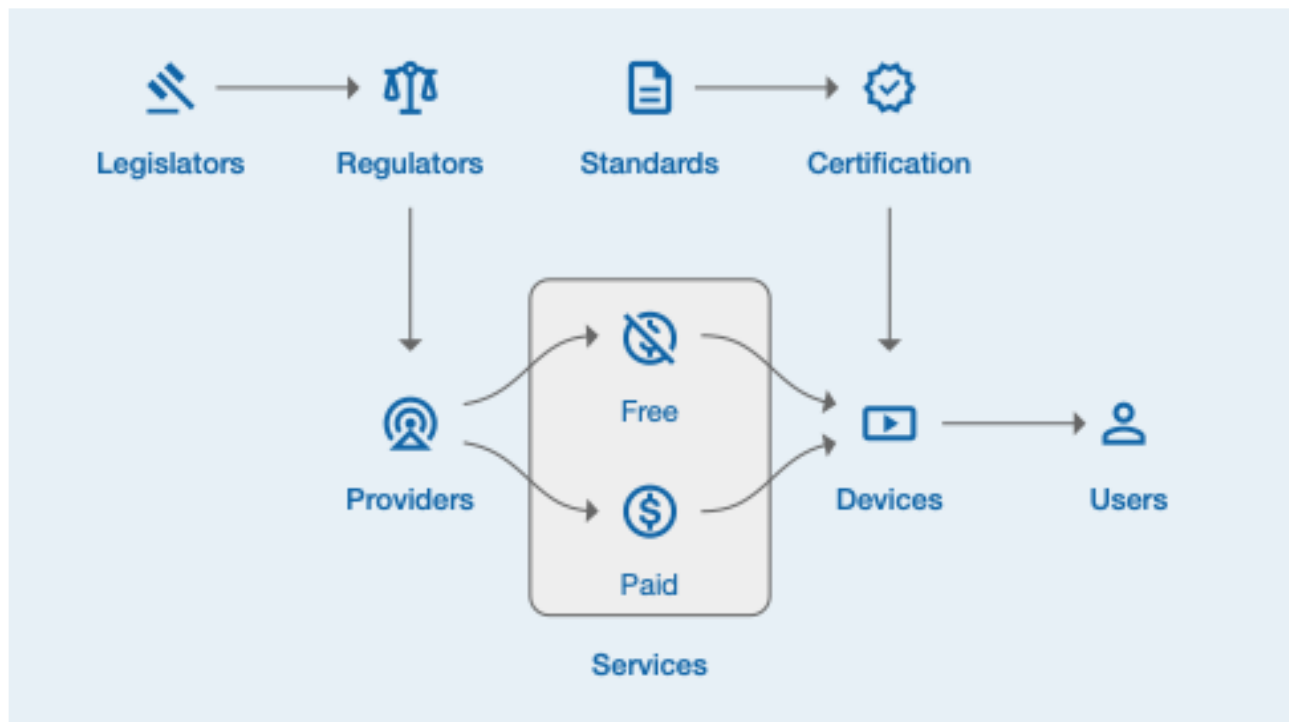 Legislators
Regulators
Standards
Certification
Free
Providers
Devices
Users
Paid
Services